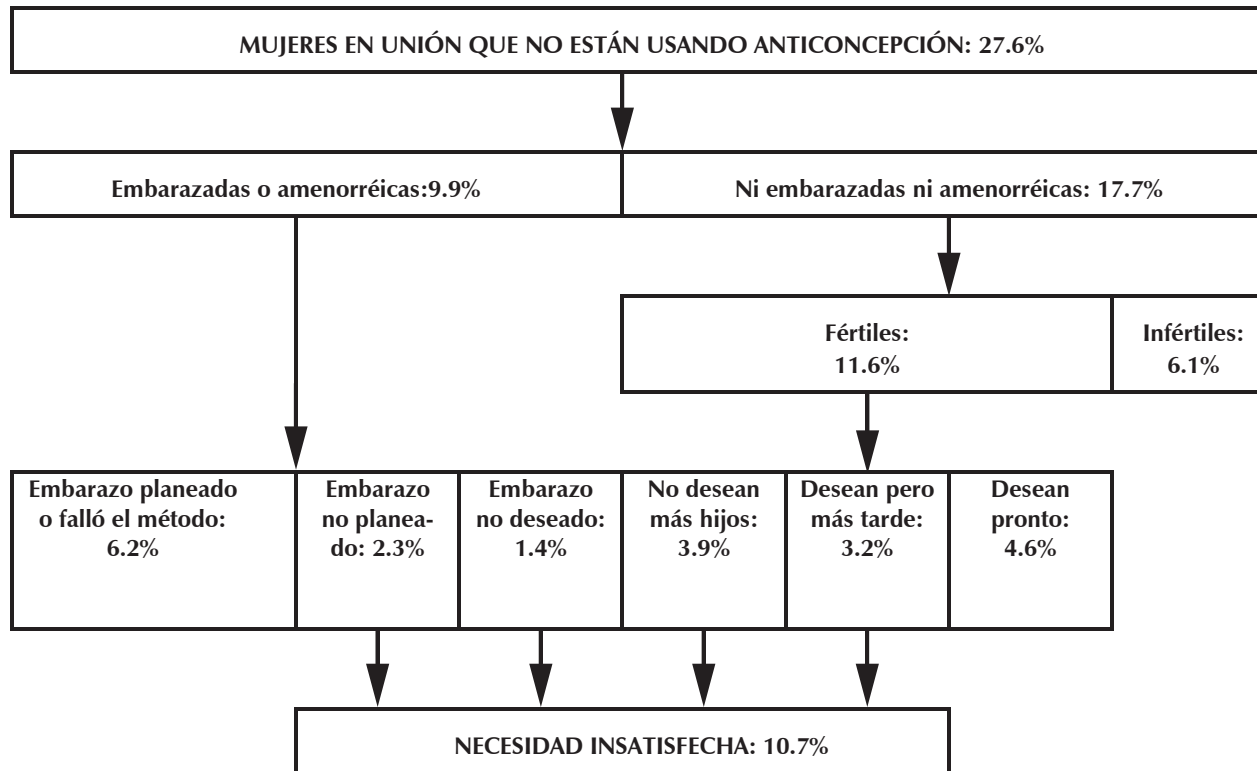 MUJERES EN UNIÓN QUE NO ESTÁN USANDO ANTICONCEPCIÓN: 27.6%
Embarazadas o amenorréicas:9.9%
Ni embarazadas ni amenorréicas: 17.7%
Fértiles:
11.6%
Infértiles:
6.1%
Embarazo planeado
o falló el método:
6.2%
Embarazo
no planea-
do: 2.3%
Embarazo
no deseado:
1.4%
No desean
más hijos:
3.9%
Desean pero
más tarde:
3.2%
Desean
pronto:
4.6%
NECESIDAD INSATISFECHA: 10.7%